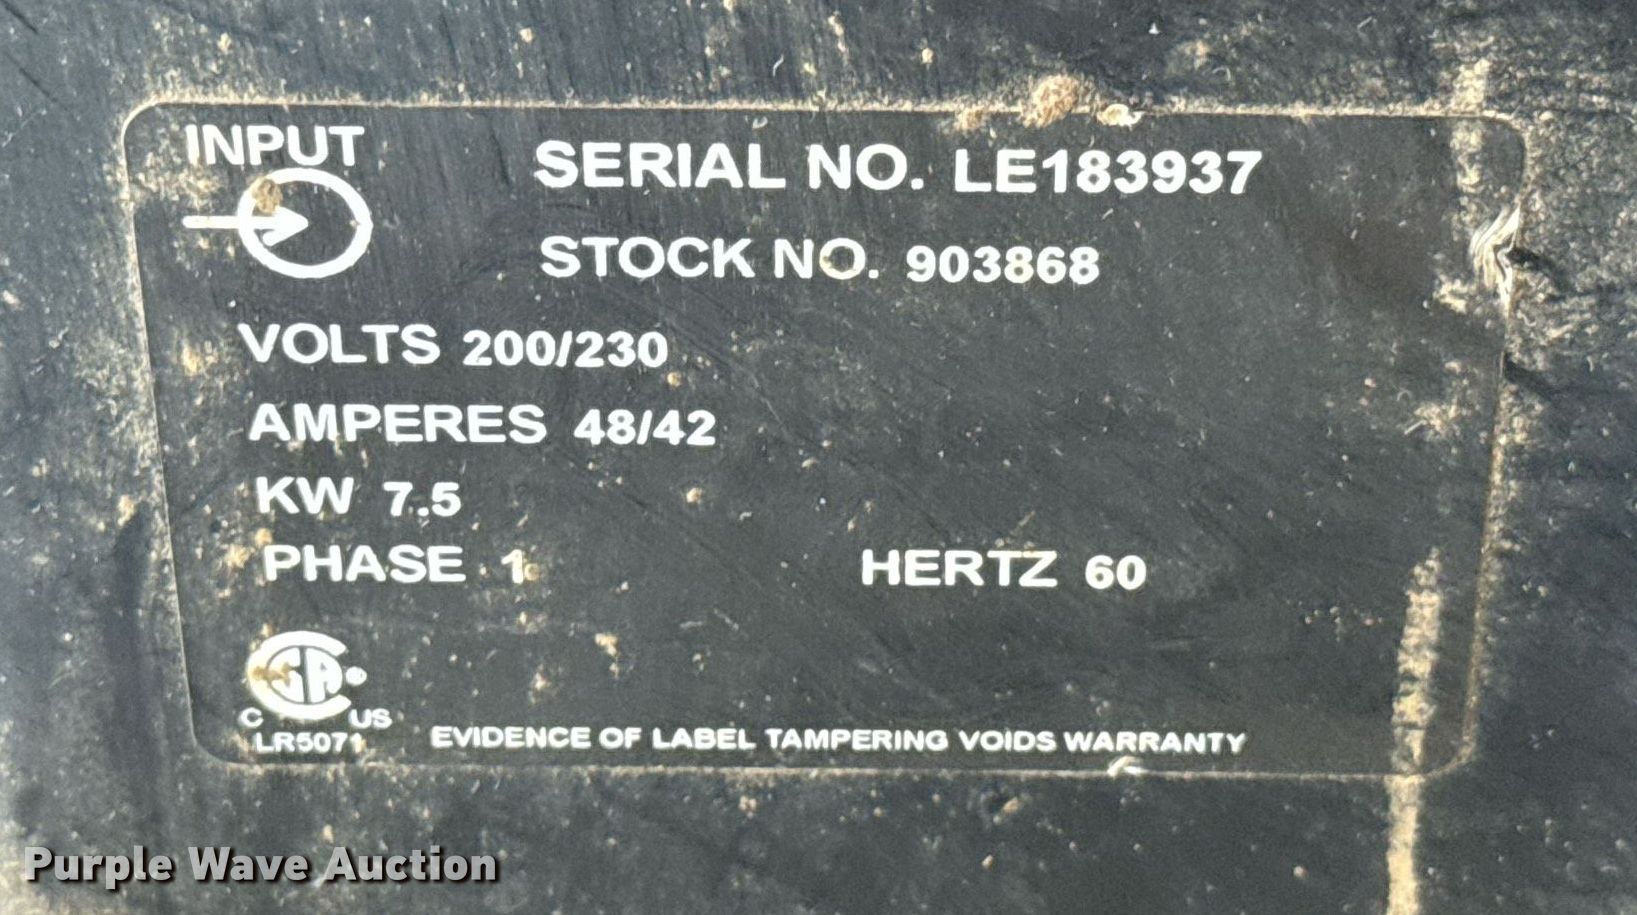 INPUT
SERIAL NO. LE183937
STOCK NO. 903868
VOLTS 200/230
AMPERES 48/42
KW 7.5
PHASE 1
HERTZ 60
CSA®
C US
LR5071
EVIDENCE OF LABEL TAMPERING VOIDS WARRANTY
Purple Wave Auction